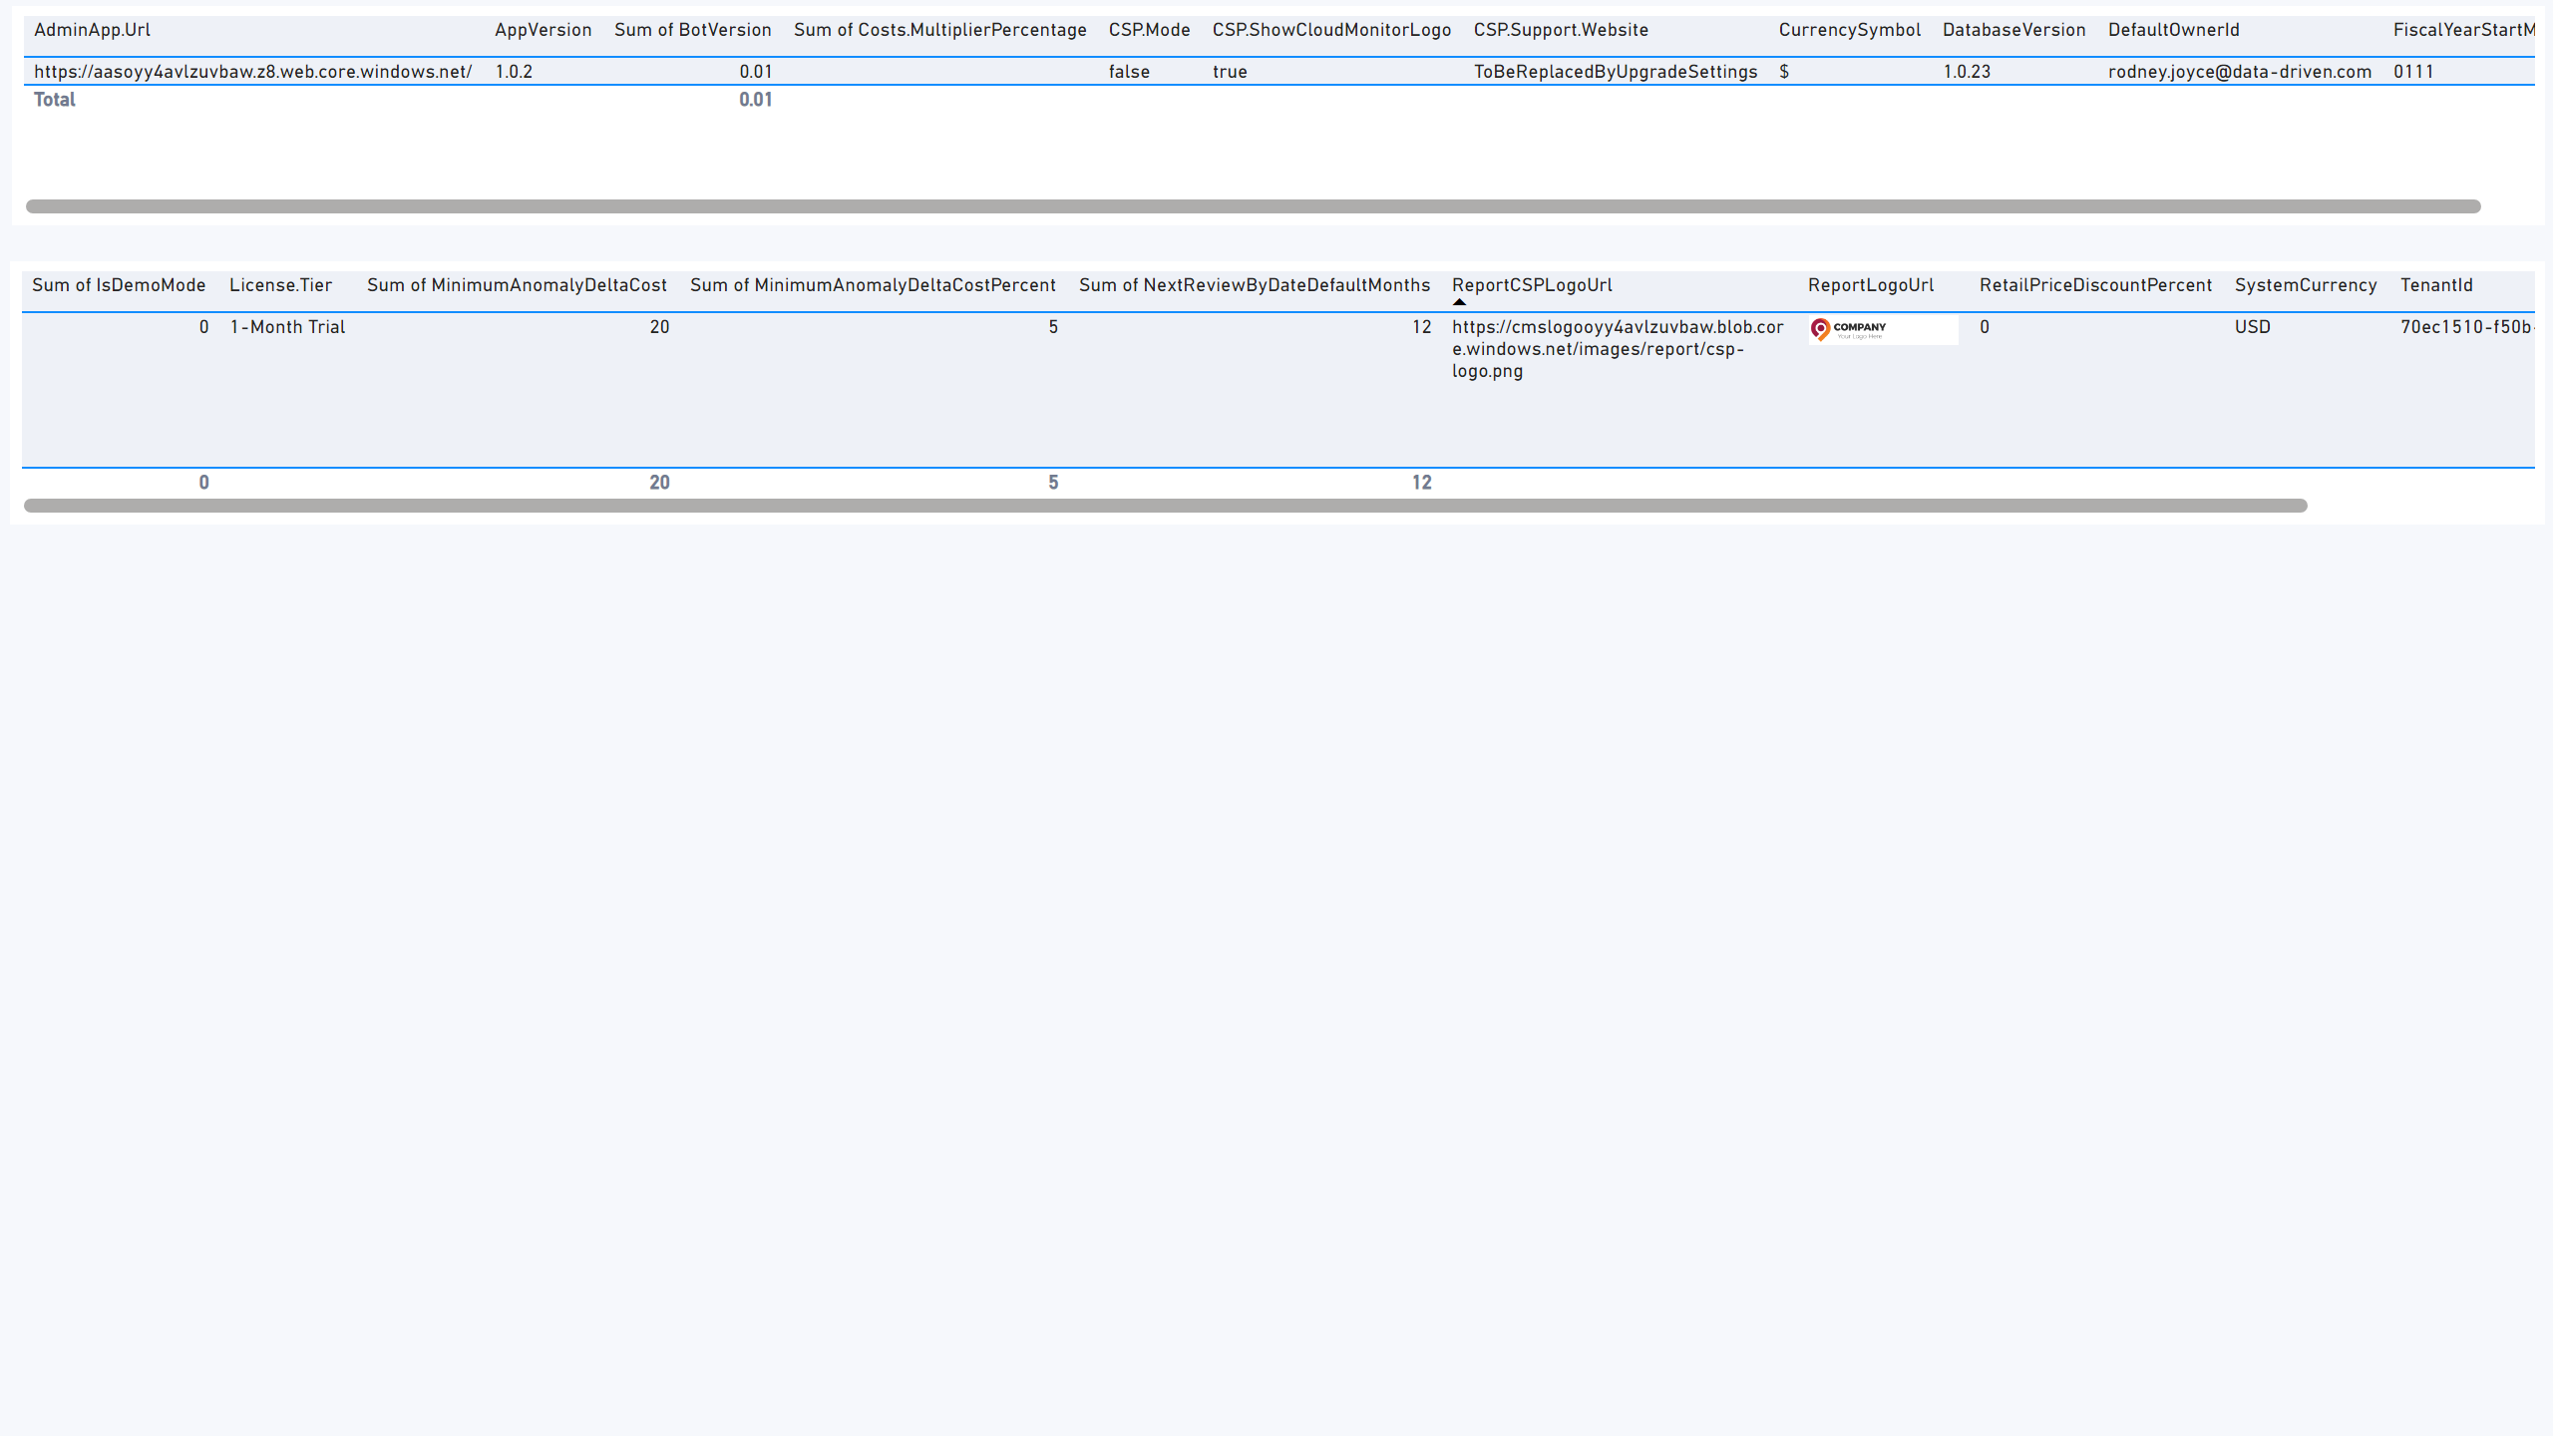 AdminApp.Url AppVersion Sum of BotVersion Sum of Costs.MultiplierPercentage CSP.Mode CSP.ShowCloudMonitorLogo CSP.Support.Website CurrencySymbol DatabaseVersion DefaultOwnerId FiscalYearStartM
https://aasoyy4avlzuvbaw.z8.web.core.windows.net/ 1.0.2 0.01 false true ToBeReplacedByUpgradeSettings $ 1.0.23 rodney.joyce@data-driven.com 0111
Total 0.01
Sum of IsDemoMode License.Tier Sum of MinimumAnomalyDeltaCost Sum of MinimumAnomalyDeltaCostPercent Sum of NextReviewByDateDefaultMonths ReportCSPLogoUrl ReportLogoUrl RetailPriceDiscountPercent SystemCurrency TenantId
0 1-Month Trial 20 5 12 https://cmslogooyy4avlzuvbaw.blob.cor COMPANY 0 USD 70ec1510-f50b-
Your Logo Here
e.windows.net/images/report/csp-
logo.png
0 20 5 12